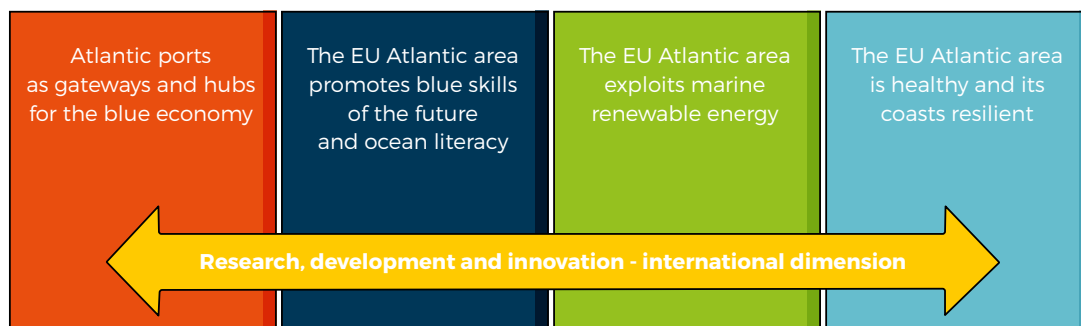 Atlantic ports
as gateways and hubs
for the blue economy
The EU Atlantic area
promotes blue skills
of the future
and ocean literacy
The EU Atlantic area
exploits marine
renewable energy
The EU Atlantic area
is healthy and its
coasts resilient
Research, development and innovation - international dimension